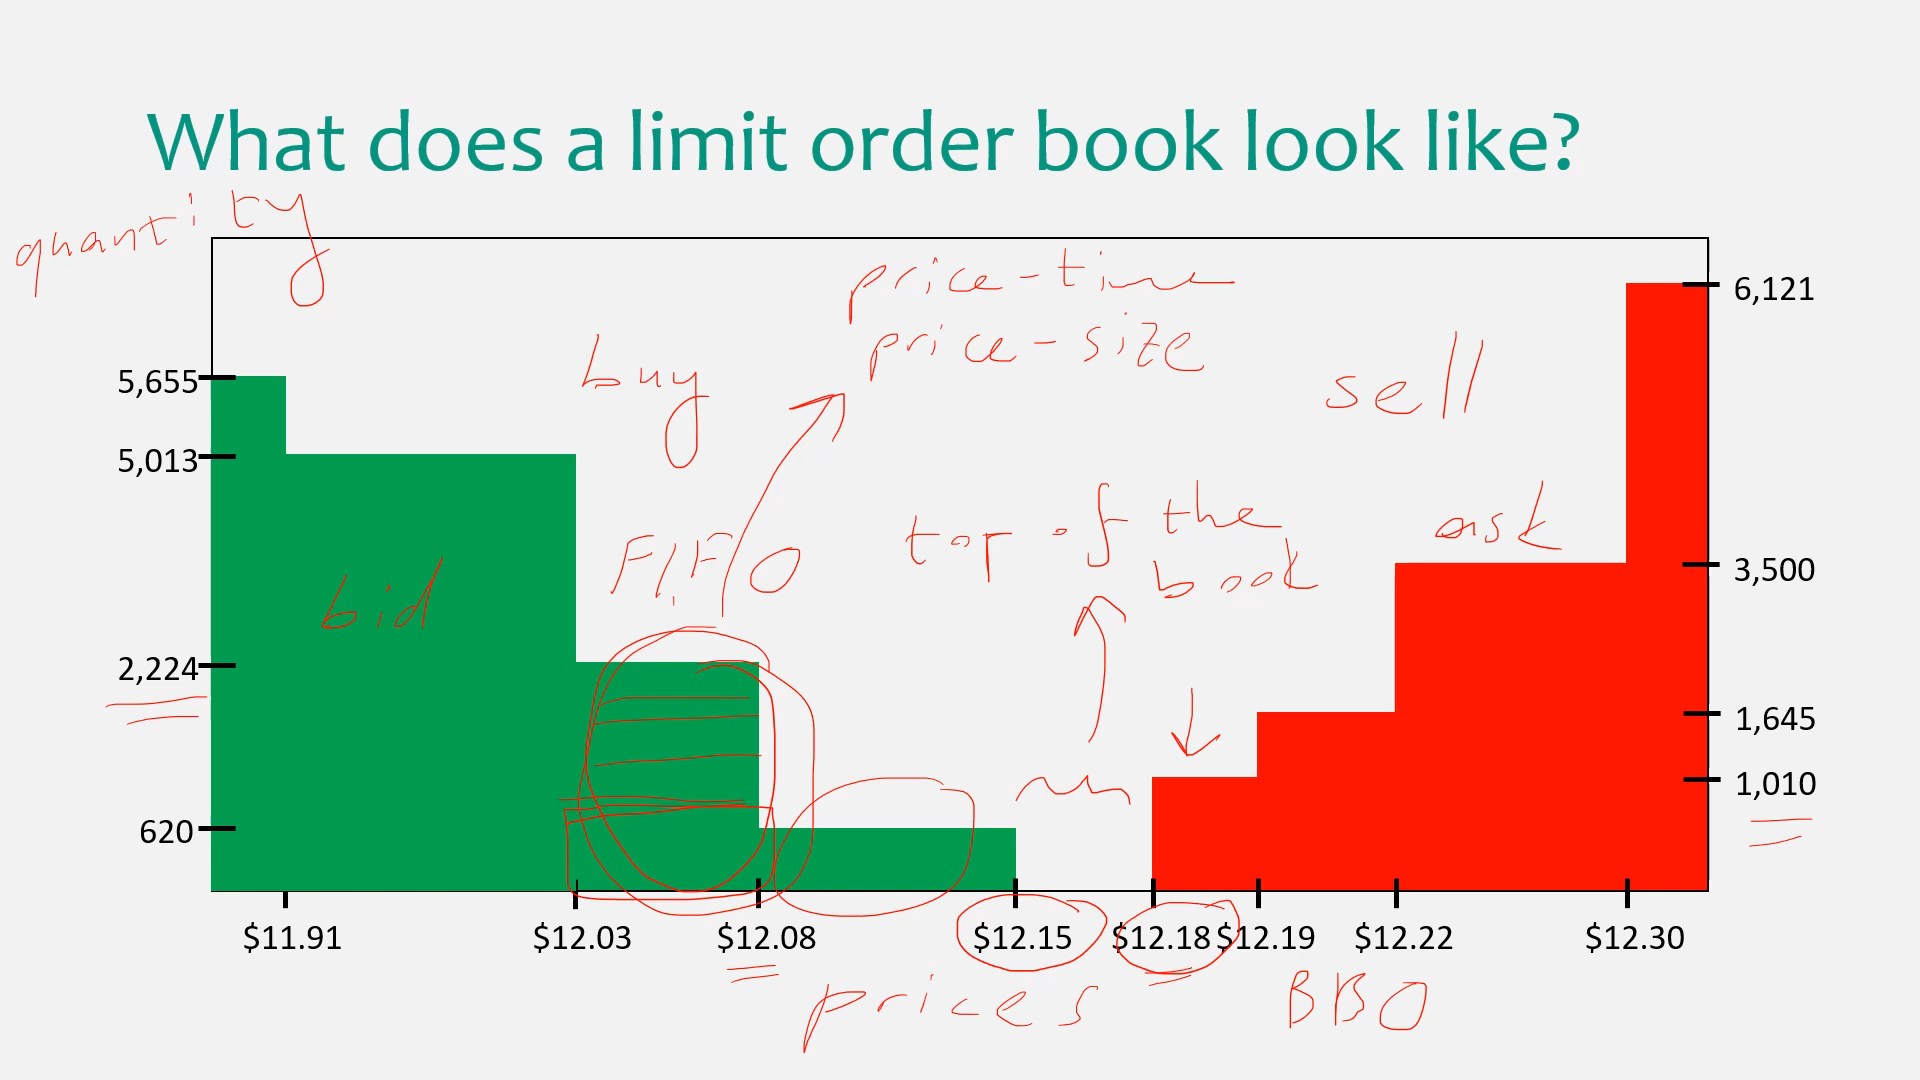 What does a limit order book look like?
quantity
price-time
price-size
6,121
buy
sell
5,655
5,013
top of the
book
ask
FIFO
bid
3,500
2,224
1,645
1,010
620
$11.91
$12.03
$12.08
$12.15
$12.18
$12.19
$12.22
$12.30
prices
BBO